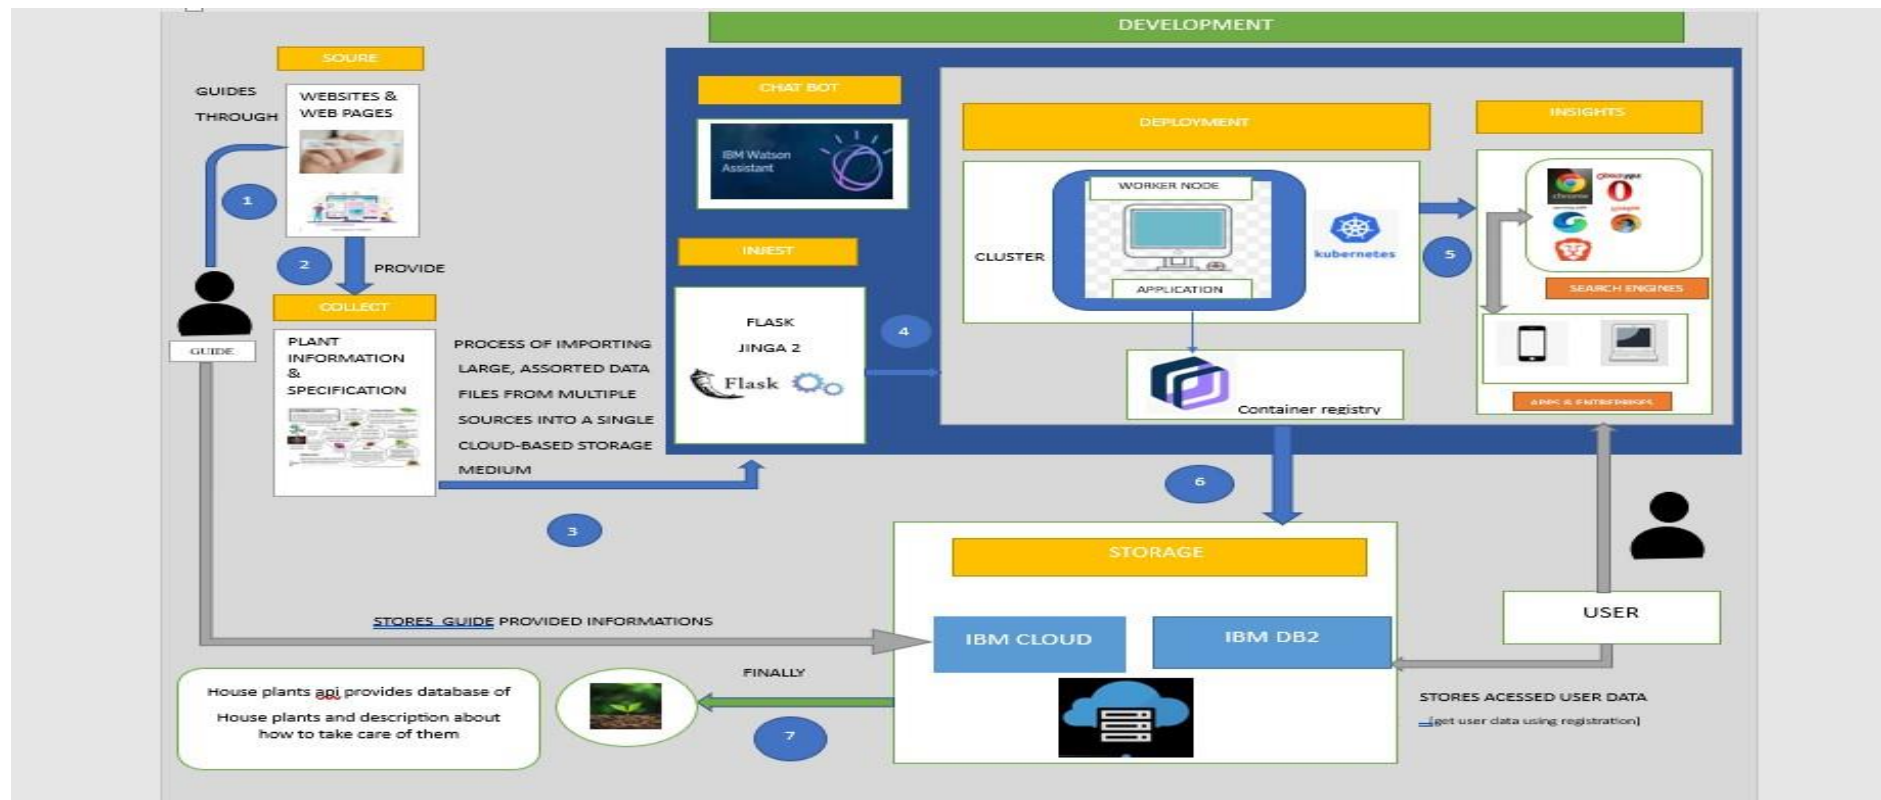 DEVELOPMENT
SOURE
GUIDES
THROUGH
WEBSITES &
WEB PAGES
1
2
PROVIDE
COLLECT
GUIDE
PLANT
INFORMATION
&
SPECIFICATION
PROCESS OF IMPORTING
LARGE, ASSORTED DATA
FILES FROM MULTIPLE
SOURCES INTO A SINGLE
CLOUD-BASED STORAGE
MEDIUM
3
CHAT BOT
IBM Watson
Assistant
INJEST
FLASK
JINGA 2
Flask
4
DEPLOYMENT
WORKER NODE
CLUSTER
APPLICATION
kubernetes
Container registry
5
INSIGHTS
chrome
SEARCH ENGINES
APPS & ENTREPRISES
6
STORAGE
IBM CLOUD
IBM DB2
USER
STORES GUIDE PROVIDED INFORMATIONS
STORES ACESSED USER DATA
[get user data using registration]
FINALLY
7
House plants api provides database of
House plants and description about
how to take care of them